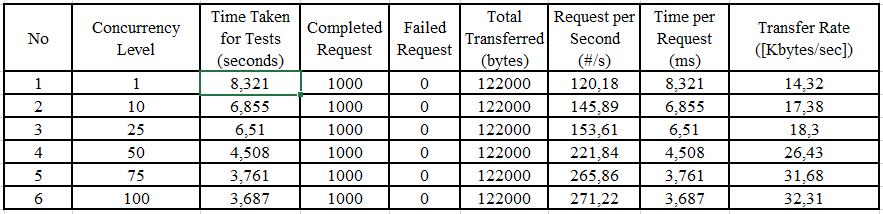 No Concurrency Level Time Taken for Tests (seconds) Completed Request Failed Request Total Transferred (bytes) Request per Second (#/s) Time per Request (ms) Transfer Rate ([Kbytes/sec])
1 1 8,321 1000 0 122000 120,18 8,321 14,32
2 10 6,855 1000 0 122000 145,89 6,855 17,38
3 25 6,51 1000 0 122000 153,61 6,51 18,3
4 50 4,508 1000 0 122000 221,84 4,508 26,43
5 75 3,761 1000 0 122000 265,86 3,761 31,68
6 100 3,687 1000 0 122000 271,22 3,687 32,31